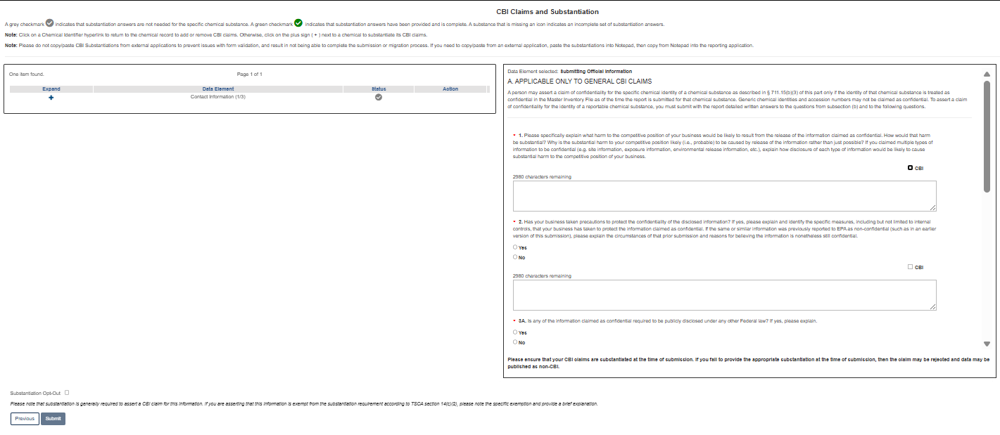 CBI Claims and Substantiation
A grey checkmark indicates that substantiation answers are not needed for the specific chemical substance. A green checkmark indicates that substantiation answers have been provided and is complete. A substance that is missing an icon indicates an incomplete set of substantiation answers.
Note: Click on a Chemical Identifier hyperlink to return to the chemical record to add or remove CBI claims. Otherwise, click on the plus sign ( + ) next to a chemical to substantiate its CBI claims.
Note: Please do not copy/paste CBI Substantiations from external applications to prevent issues with form validation, and result in not being able to complete the submission or migration process. If you need to copy/paste from an external application, paste the substantiations into Notepad, then copy from Notepad into the reporting application.
One item found.
Page 1 of 1
Expand Data Element Status Action
Contact Information (1/3)
Data Element selected: Submitting Official Information
A. APPLICABLE ONLY TO GENERAL CBI CLAIMS
A person may assert a claim of confidentiality for the specific chemical identity of a chemical substance as described in § 711.15(b)(3) of this part only if the identity of that chemical substance is treated as
confidential in the Master Inventory File as of the time the report is submitted for that chemical substance. Generic chemical identities and accession numbers may not be claimed as confidential. To assert a claim
of confidentiality for the identity of a reportable chemical substance, you must submit with the report detailed written answers to the questions from subsection (b) and to the following questions.
* 1. Please specifically explain what harm to the competitive position of your business would be likely to result from the release of the information claimed as confidential. How would that harm
be substantial? Why is the substantial harm to your competitive position likely (i.e., probable) to be caused by release of the information rather than just possible? If you claimed multiple types of
information to be confidential (e.g. site information, exposure information, environmental release information, etc.), explain how disclosure of each type of information would be likely to cause
substantial harm to the competitive position of your business.
CBI
2980 characters remaining
* 2. Has your business taken precautions to protect the confidentiality of the disclosed information? If yes, please explain and identify the specific measures, including but not limited to internal
controls, that your business has taken to protect the information claimed as confidential. If the same or similar information was previously reported to EPA as non-confidential (such as in an earlier
version of this submission), please explain the circumstances of that prior submission and reasons for believing the information is nonetheless still confidential.
Yes
No
CBI
2980 characters remaining
* 3A. Is any of the information claimed as confidential required to be publicly disclosed under any other Federal law? If yes, please explain.
Yes
No
Please ensure that your CBI claims are substantiated at the time of submission. If you fail to provide the appropriate substantiation at the time of submission, then the claim may be rejected and data may be
published as non-CBI.
Substantiation Opt-Out
Please note that substantiation is generally required to assert a CBI claim for this information. If you are asserting that this information is exempt from the substantiation requirement according to TSCA section 14(c)(2), please note the specific exemption and provide a brief explanation.
Previous Submit